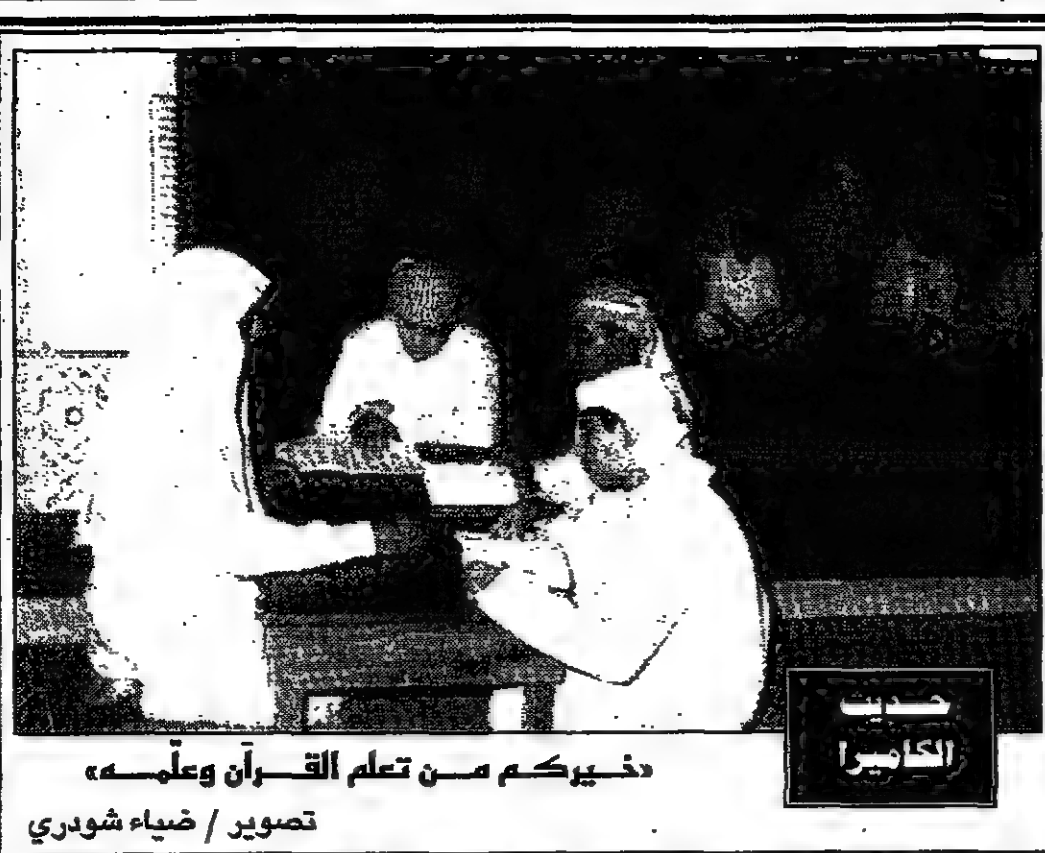 حديث
الكاميرا
«خيركم من تعلم القرآن وعلّمه»
تصوير / ضياء شودري